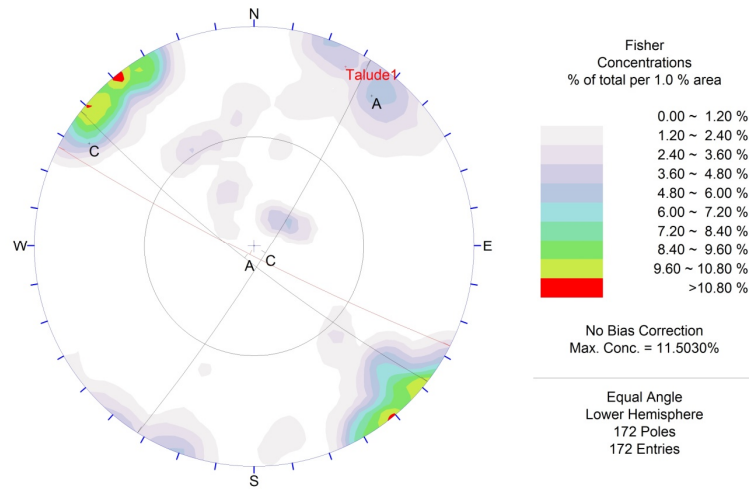 N
Talude1
A
C
W
E
A
C
S
Fisher
Concentrations
% of total per 1.0 % area
0.00 ~ 1.20 %
1.20 ~ 2.40 %
2.40 ~ 3.60 %
3.60 ~ 4.80 %
4.80 ~ 6.00 %
6.00 ~ 7.20 %
7.20 ~ 8.40 %
8.40 ~ 9.60 %
9.60 ~ 10.80 %
>10.80 %
No Bias Correction
Max. Conc. = 11.5030%
Equal Angle
Lower Hemisphere
172 Poles
172 Entries